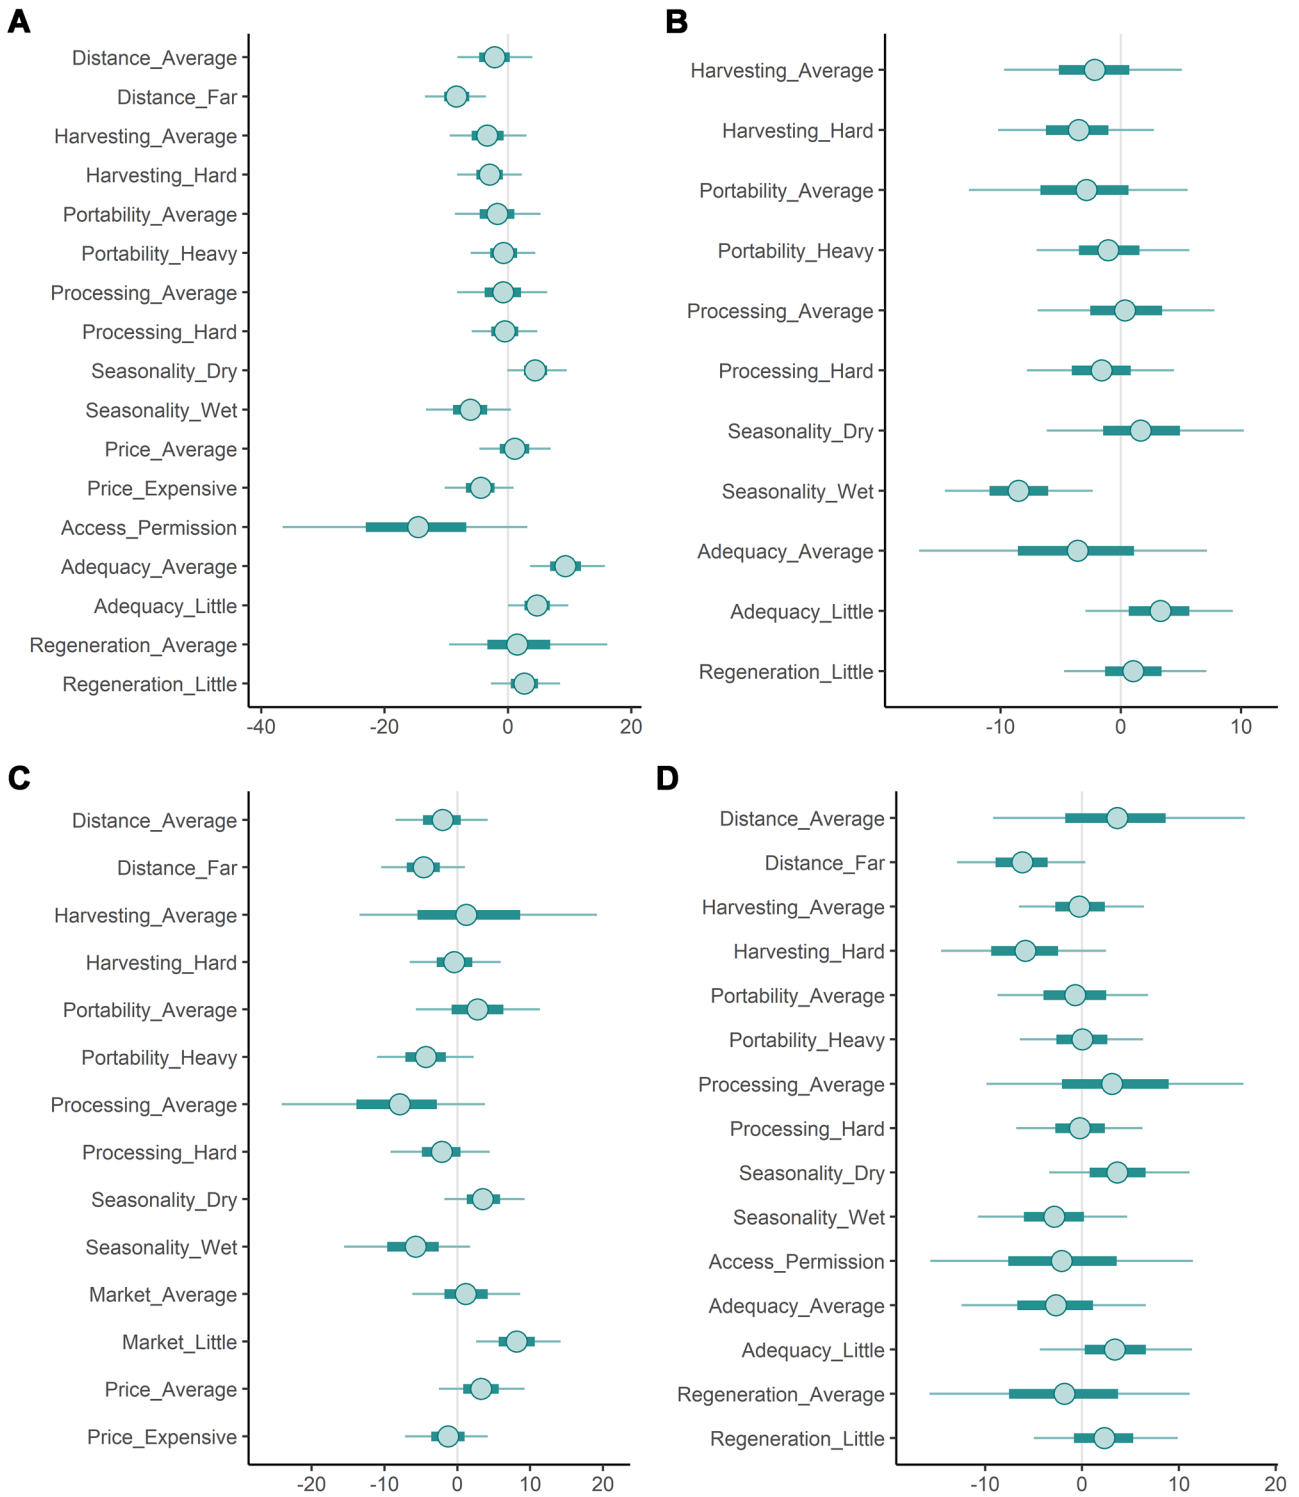 A
Distance_Average
Distance_Far
Harvesting_Average
Harvesting_Hard
Portability_Average
Portability_Heavy
Processing_Average
Processing_Hard
Seasonality_Dry
Seasonality_Wet
Price_Average
Price_Expensive
Access_Permission
Adequacy_Average
Adequacy_Little
Regeneration_Average
Regeneration_Little
-40 -20 0 20
B
Harvesting_Average
Harvesting_Hard
Portability_Average
Portability_Heavy
Processing_Average
Processing_Hard
Seasonality_Dry
Seasonality_Wet
Adequacy_Average
Adequacy_Little
Regeneration_Little
-10 0 10
C
Distance_Average
Distance_Far
Harvesting_Average
Harvesting_Hard
Portability_Average
Portability_Heavy
Processing_Average
Processing_Hard
Seasonality_Dry
Seasonality_Wet
Market_Average
Market_Little
Price_Average
Price_Expensive
-20 -10 0 10 20
D
Distance_Average
Distance_Far
Harvesting_Average
Harvesting_Hard
Portability_Average
Portability_Heavy
Processing_Average
Processing_Hard
Seasonality_Dry
Seasonality_Wet
Access_Permission
Adequacy_Average
Adequacy_Little
Regeneration_Average
Regeneration_Little
-10 0 10 20